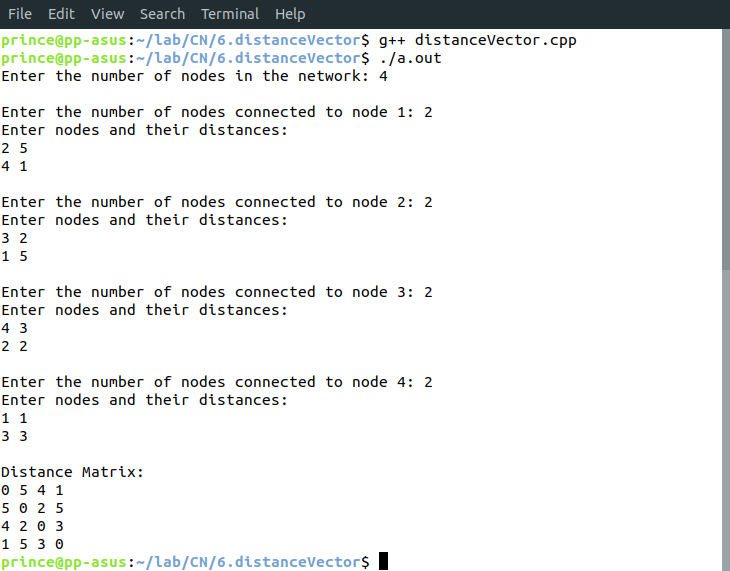 File Edit View Search Terminal Help
prince@pp-asus:~/lab/CN/6.distanceVector$ g++ distanceVector.cpp
prince@pp-asus:~/lab/CN/6.distanceVector$ ./a.out
Enter the number of nodes in the network: 4

Enter the number of nodes connected to node 1: 2
Enter nodes and their distances:
2 5
4 1

Enter the number of nodes connected to node 2: 2
Enter nodes and their distances:
3 2
1 5

Enter the number of nodes connected to node 3: 2
Enter nodes and their distances:
4 3
2 2

Enter the number of nodes connected to node 4: 2
Enter nodes and their distances:
1 1
3 3

Distance Matrix:
0 5 4 1
5 0 2 5
4 2 0 3
1 5 3 0
prince@pp-asus:~/lab/CN/6.distanceVector$